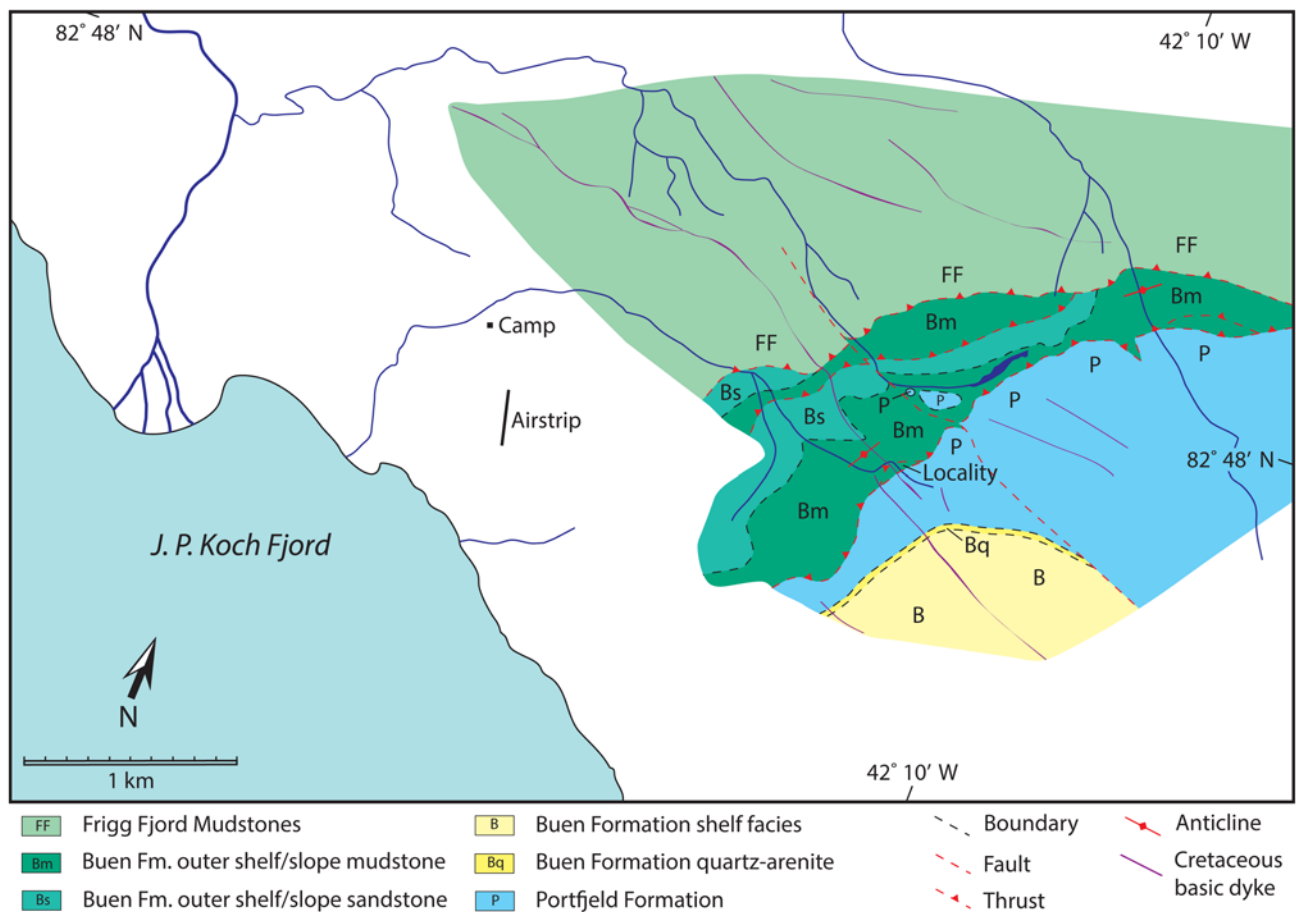 82° 48′ N
42° 10′ W
FF
FF
Bm
Bm
Camp
FF
P
P
Bs
P
P
P
Bs
Airstrip
Bm
P
82° 48′ N
Locality
Bm
J. P. Koch Fjord
Bq
B
B
N
1 km
42° 10′ W
FF Frigg Fjord Mudstones
Bm Buen Fm. outer shelf/slope mudstone
Bs Buen Fm. outer shelf/slope sandstone
B Buen Formation shelf facies
Bq Buen Formation quartz-arenite
P Portfjeld Formation
Boundary
Fault
Thrust
Anticline
Cretaceous
basic dyke